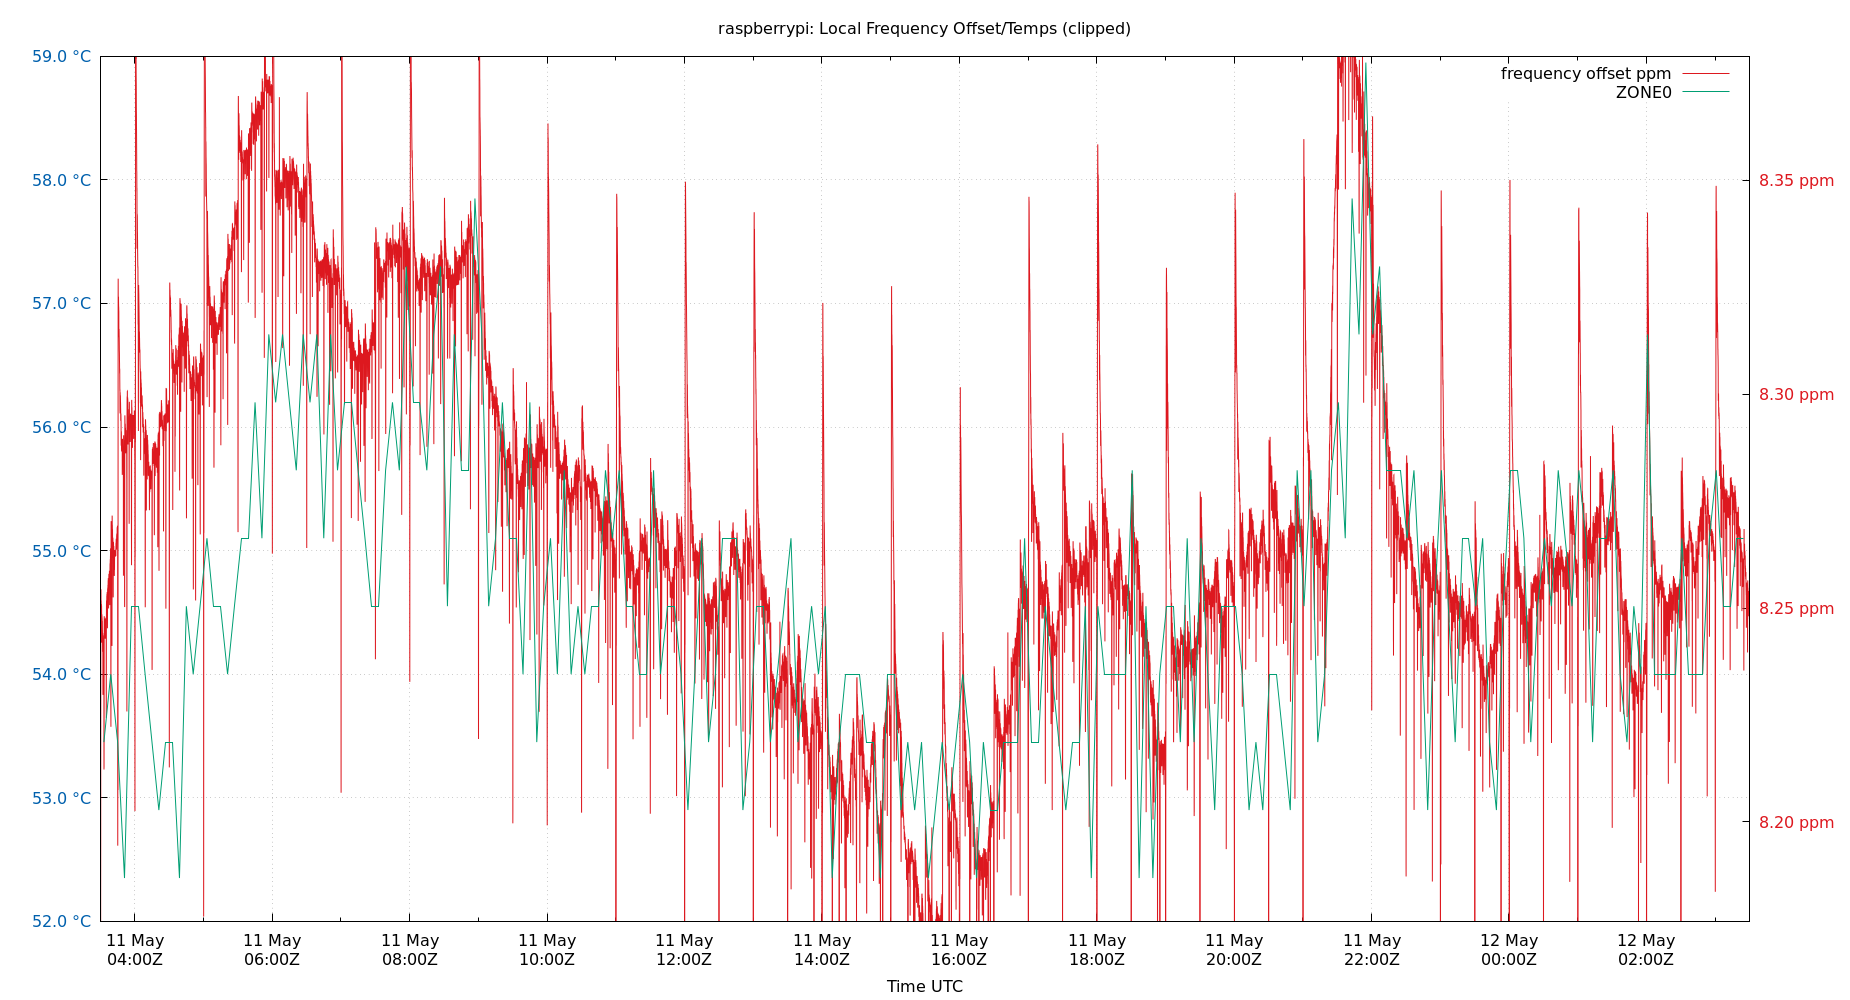 raspberrypi: Local Frequency Offset/Temps (clipped)
frequency offset ppm
ZONE0
59.0 °C
58.0 °C
57.0 °C
56.0 °C
55.0 °C
54.0 °C
53.0 °C
52.0 °C
8.35 ppm
8.30 ppm
8.25 ppm
8.20 ppm
11 May 11 May 11 May 11 May 11 May 11 May 11 May 11 May 11 May 11 May 12 May 12 May
04:00Z 06:00Z 08:00Z 10:00Z 12:00Z 14:00Z 16:00Z 18:00Z 20:00Z 22:00Z 00:00Z 02:00Z
Time UTC